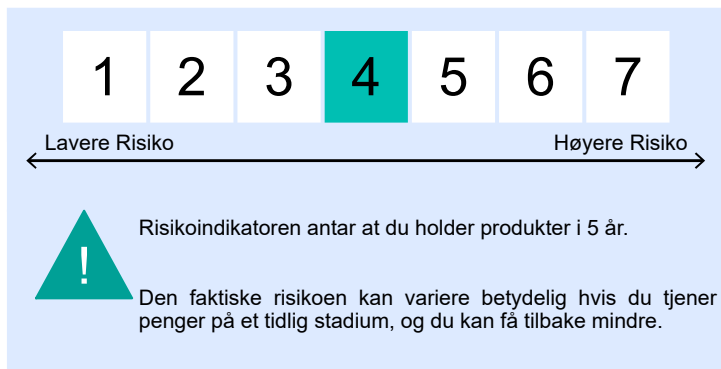 1 2 3 4 5 6 7
Lavere Risiko Høyere Risiko
Risikoindikatoren antar at du holder produkter i 5 år.
!
Den faktiske risikoen kan variere betydelig hvis du tjener
penger på et tidlig stadium, og du kan få tilbake mindre.